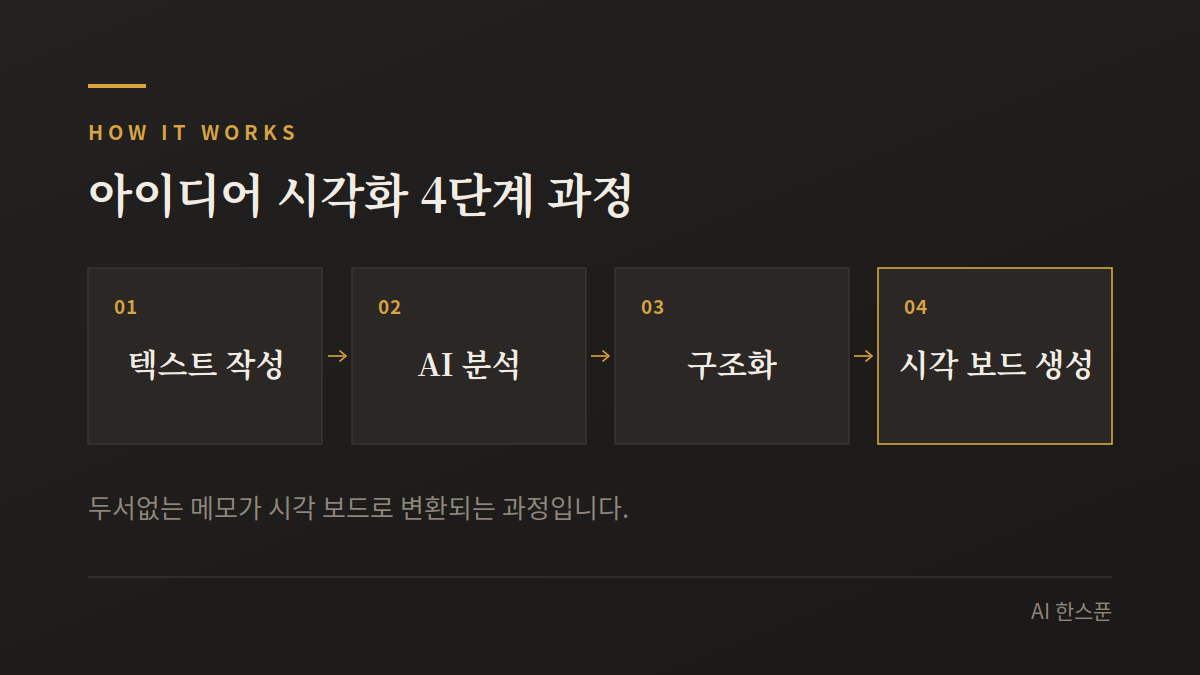 HOW IT WORKS
아이디어 시각화 4단계 과정
01
텍스트 작성
→
02
AI 분석
→
03
구조화
→
04
시각 보드 생성
두서없는 메모가 시각 보드로 변환되는 과정입니다.
AI 한스푼